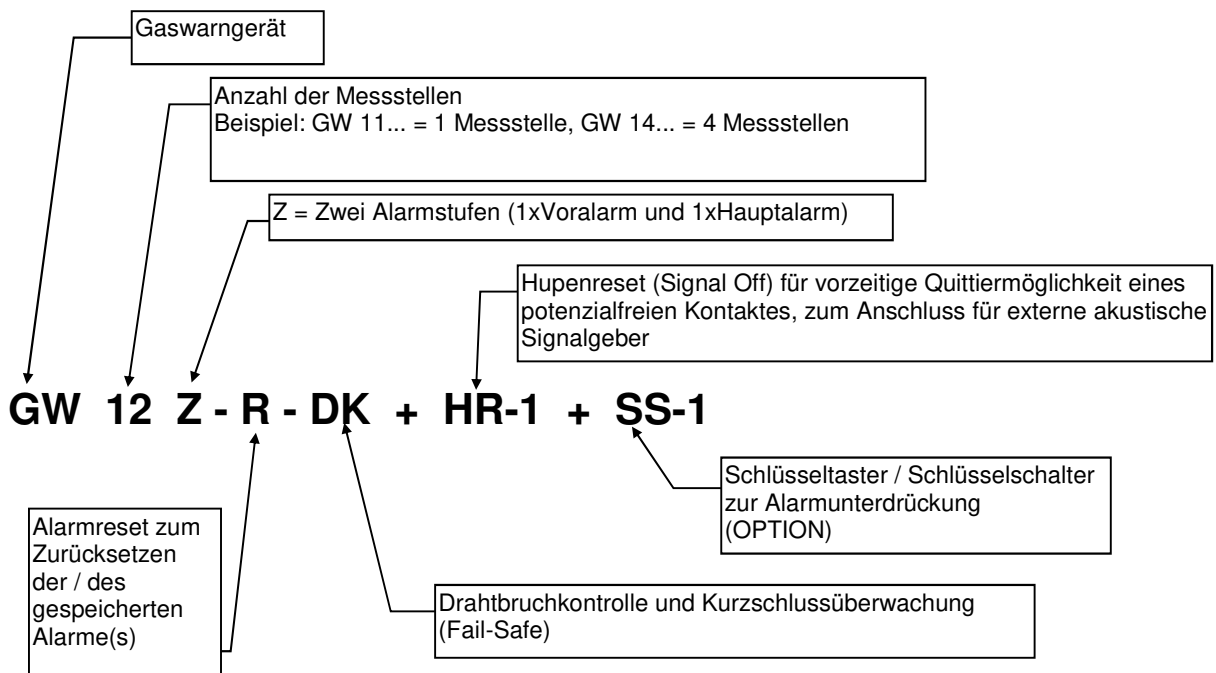 Gaswarngerät
Anzahl der Messstellen
Beispiel: GW 11... = 1 Messstelle, GW 14... = 4 Messstellen
Z = Zwei Alarmstufen (1xVoralarm und 1xHauptalarm)
Hupenreset (Signal Off) für vorzeitige Quittiermöglichkeit eines
potenzialfreien Kontaktes, zum Anschluss für externe akustische
Signalgeber
GW 12 Z - R - DK + HR-1 + SS-1
Schlüsseltaster / Schlüsselschalter
zur Alarmunterdrückung
(OPTION)
Alarmreset zum
Zurücksetzen
der / des
gespeicherten
Alarme(s)
Drahtbruchkontrolle und Kurzschlussüberwachung
(Fail-Safe)